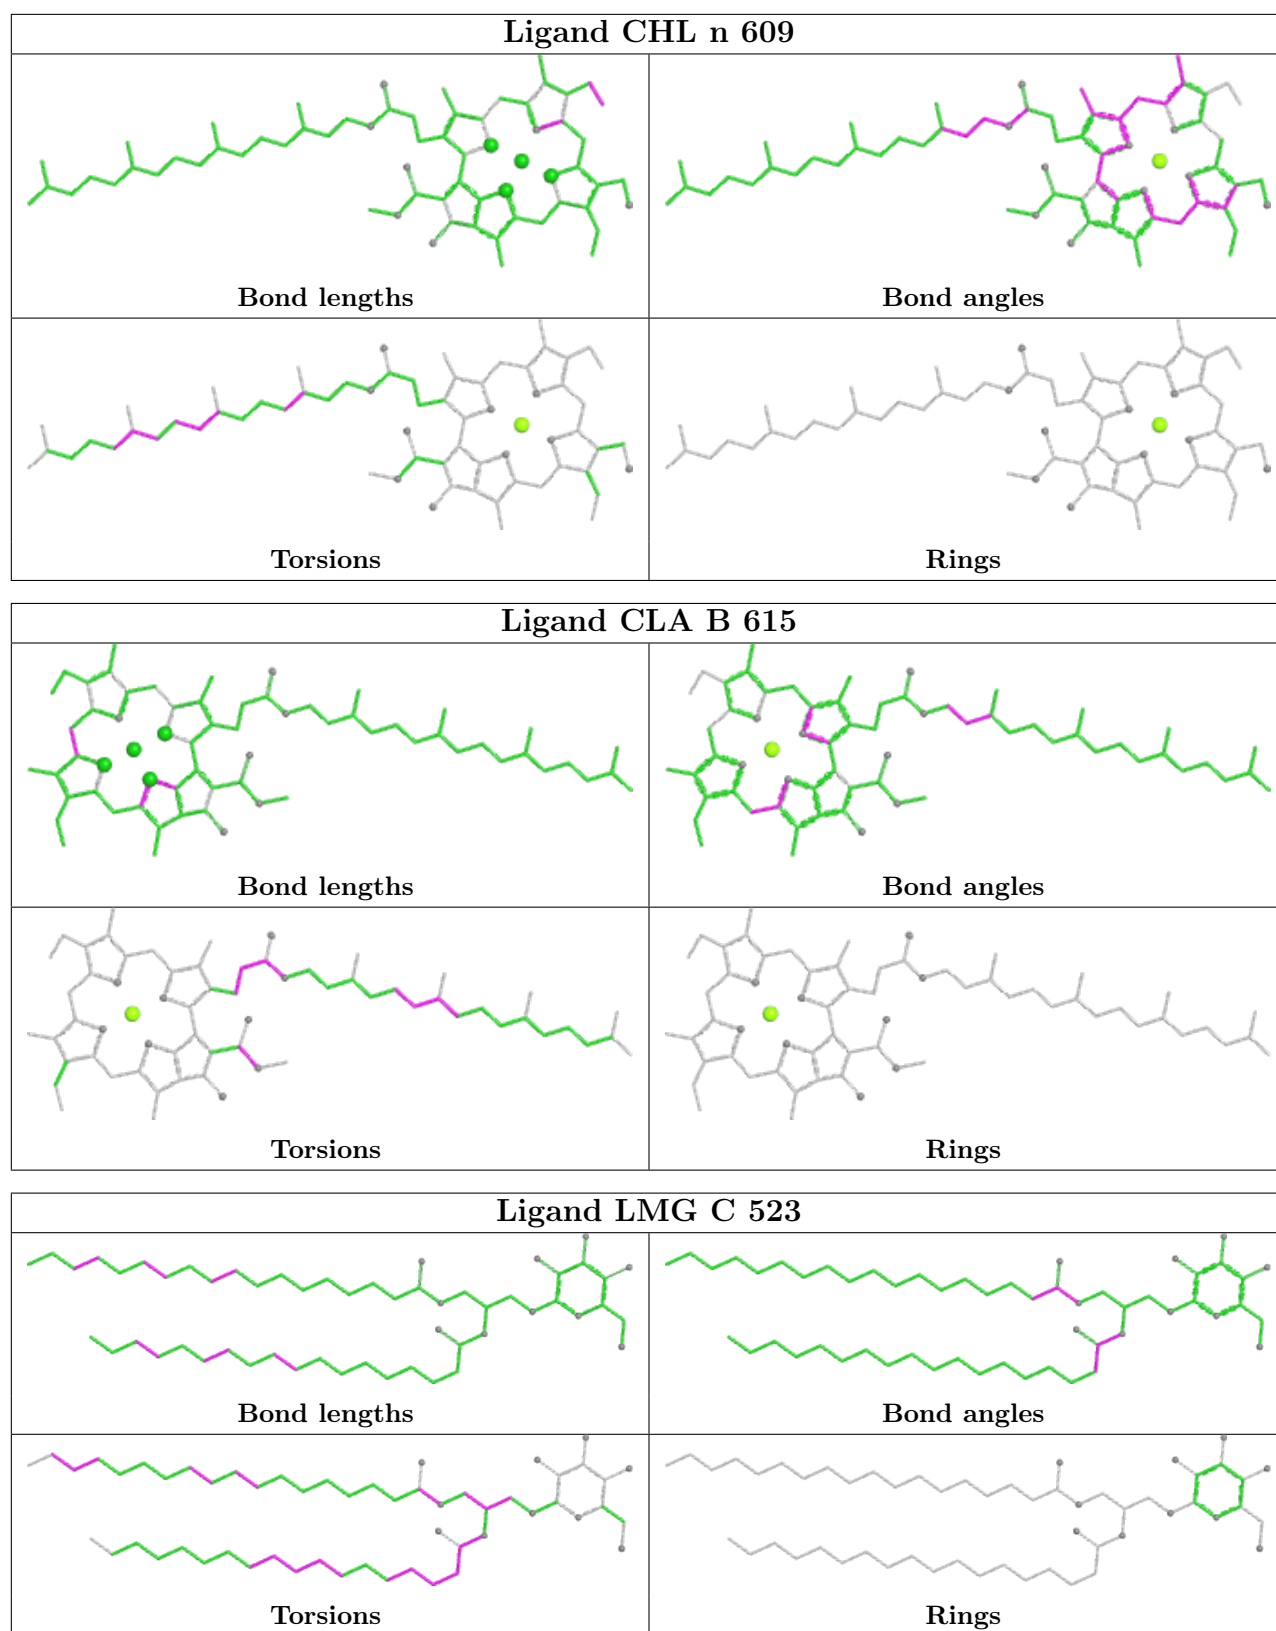 Ligand CHL n 609
Bond lengths
Bond angles
Torsions
Rings
Ligand CLA B 615
Bond lengths
Bond angles
Torsions
Rings
Ligand LMG C 523
Bond lengths
Bond angles
Torsions
Rings